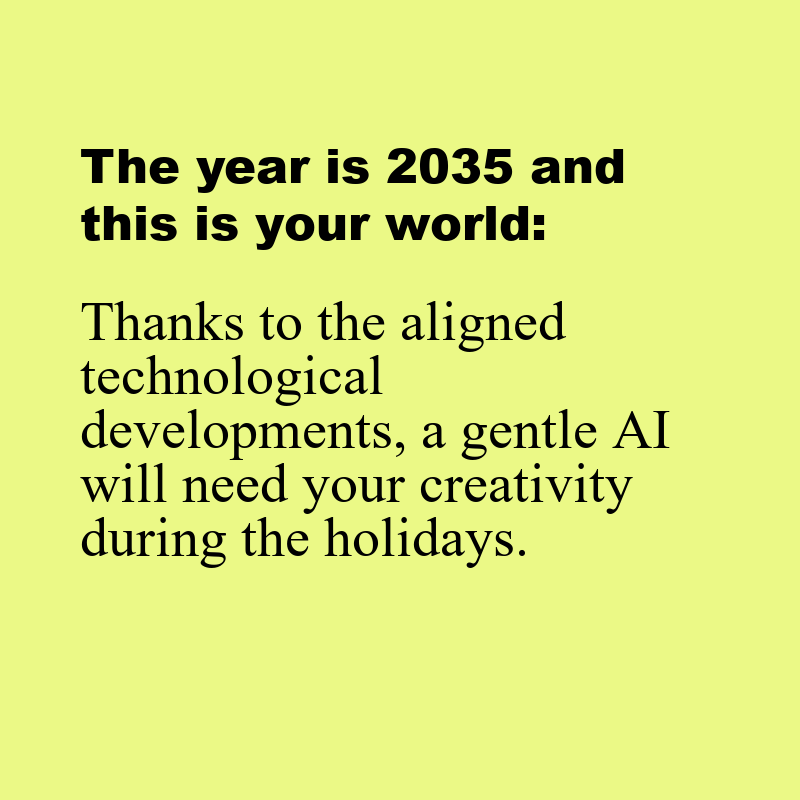 The year is 2035 and
this is your world:
Thanks to the aligned
technological
developments, a gentle AI
will need your creativity
during the holidays.